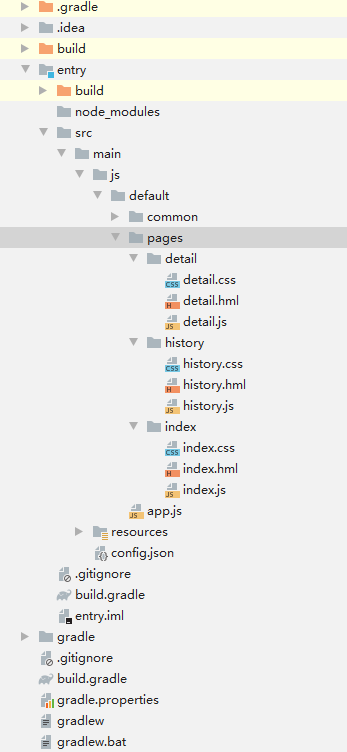 .gradle
.idea
build
entry
build
node_modules
src
main
js
default
common
pages
detail
detail.css
detail.hml
detail.js
history
history.css
history.hml
history.js
index
index.css
index.hml
index.js
app.js
resources
config.json
.gitignore
build.gradle
entry.iml
gradle
.gitignore
build.gradle
gradle.properties
gradlew
gradlew.bat